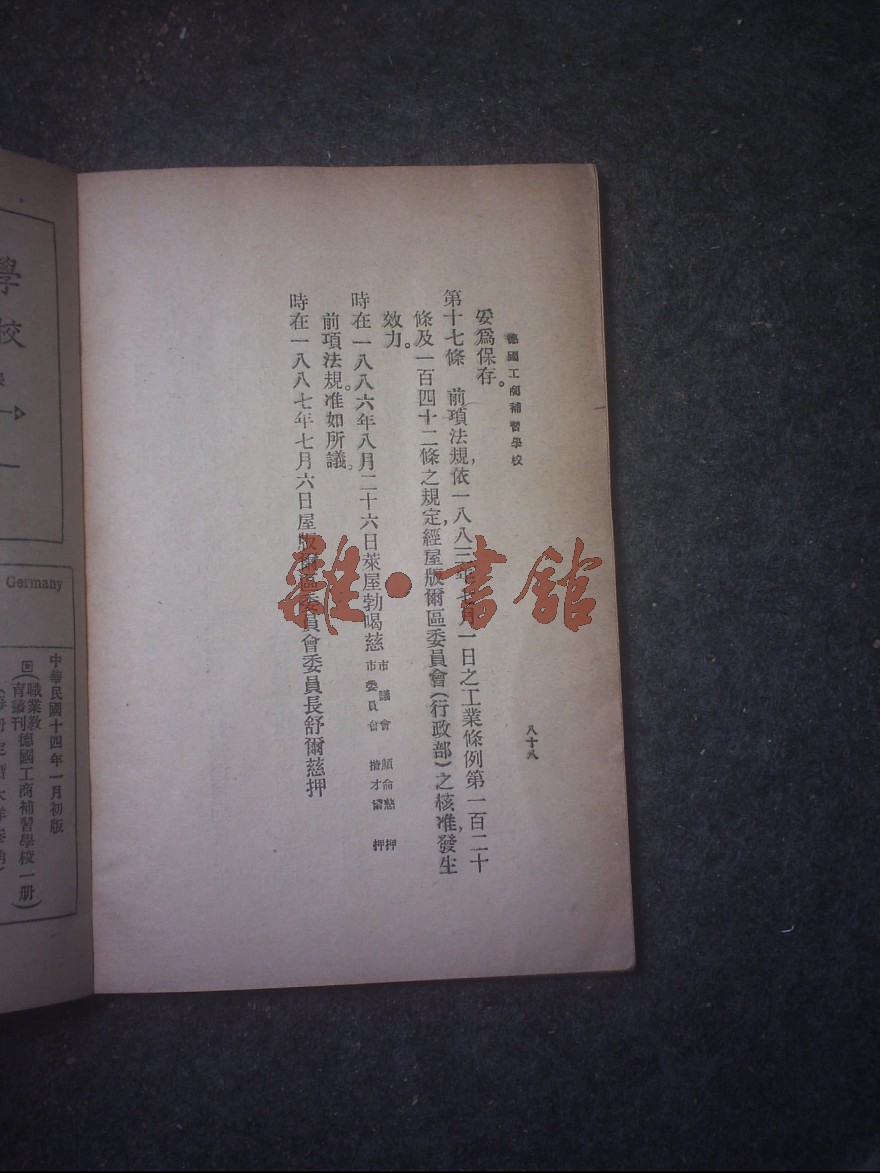 德國工商補習學校
八十八
妥爲保存。
第十七條　前項法規,依一八八三年七月一日之工業條例第一百二十
條及一百四十二條之規定,經屋版爾區委員會(行政部)之核准,發生
效力。
時在一八八六年八月二十六日萊屋勃喝慈
市議會 押
市委員會 押
前項法規。准如所議。
時在一八八七年七月六日屋版爾區委員會委員長舒爾慈押
雜·書館
學校
Germany
中華民國十四年一月初版
職業教
育叢刊
德國工商補習學校一册)